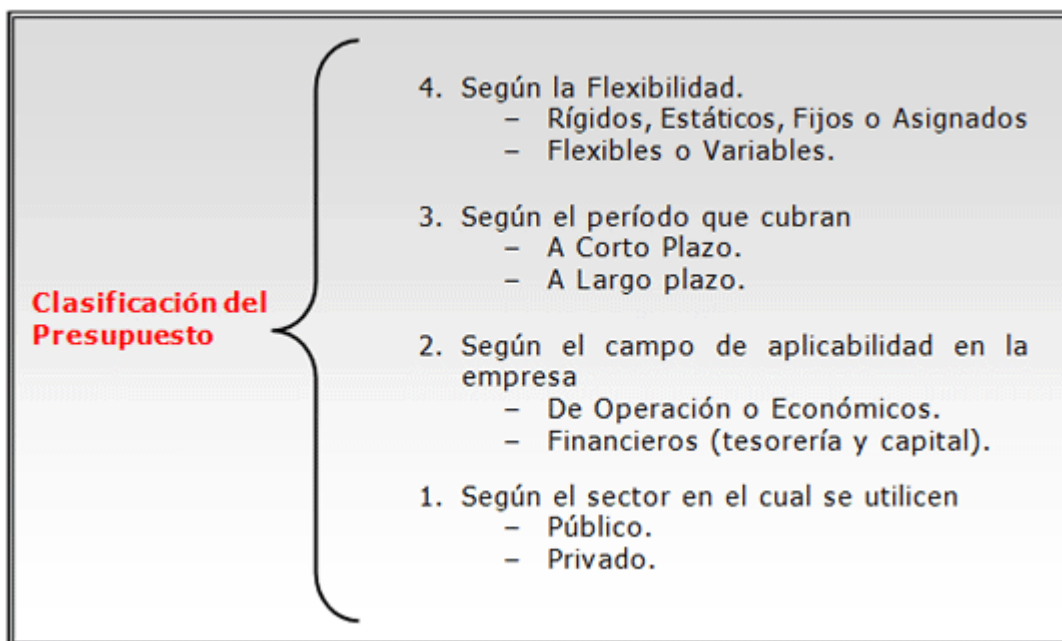 Clasificación del
Presupuesto
4. Según la Flexibilidad.
– Rígidos, Estáticos, Fijos o Asignados
– Flexibles o Variables.
3. Según el período que cubran
– A Corto Plazo.
– A Largo plazo.
2. Según el campo de aplicabilidad en la
empresa
– De Operación o Económicos.
– Financieros (tesorería y capital).
1. Según el sector en el cual se utilicen
– Público.
– Privado.